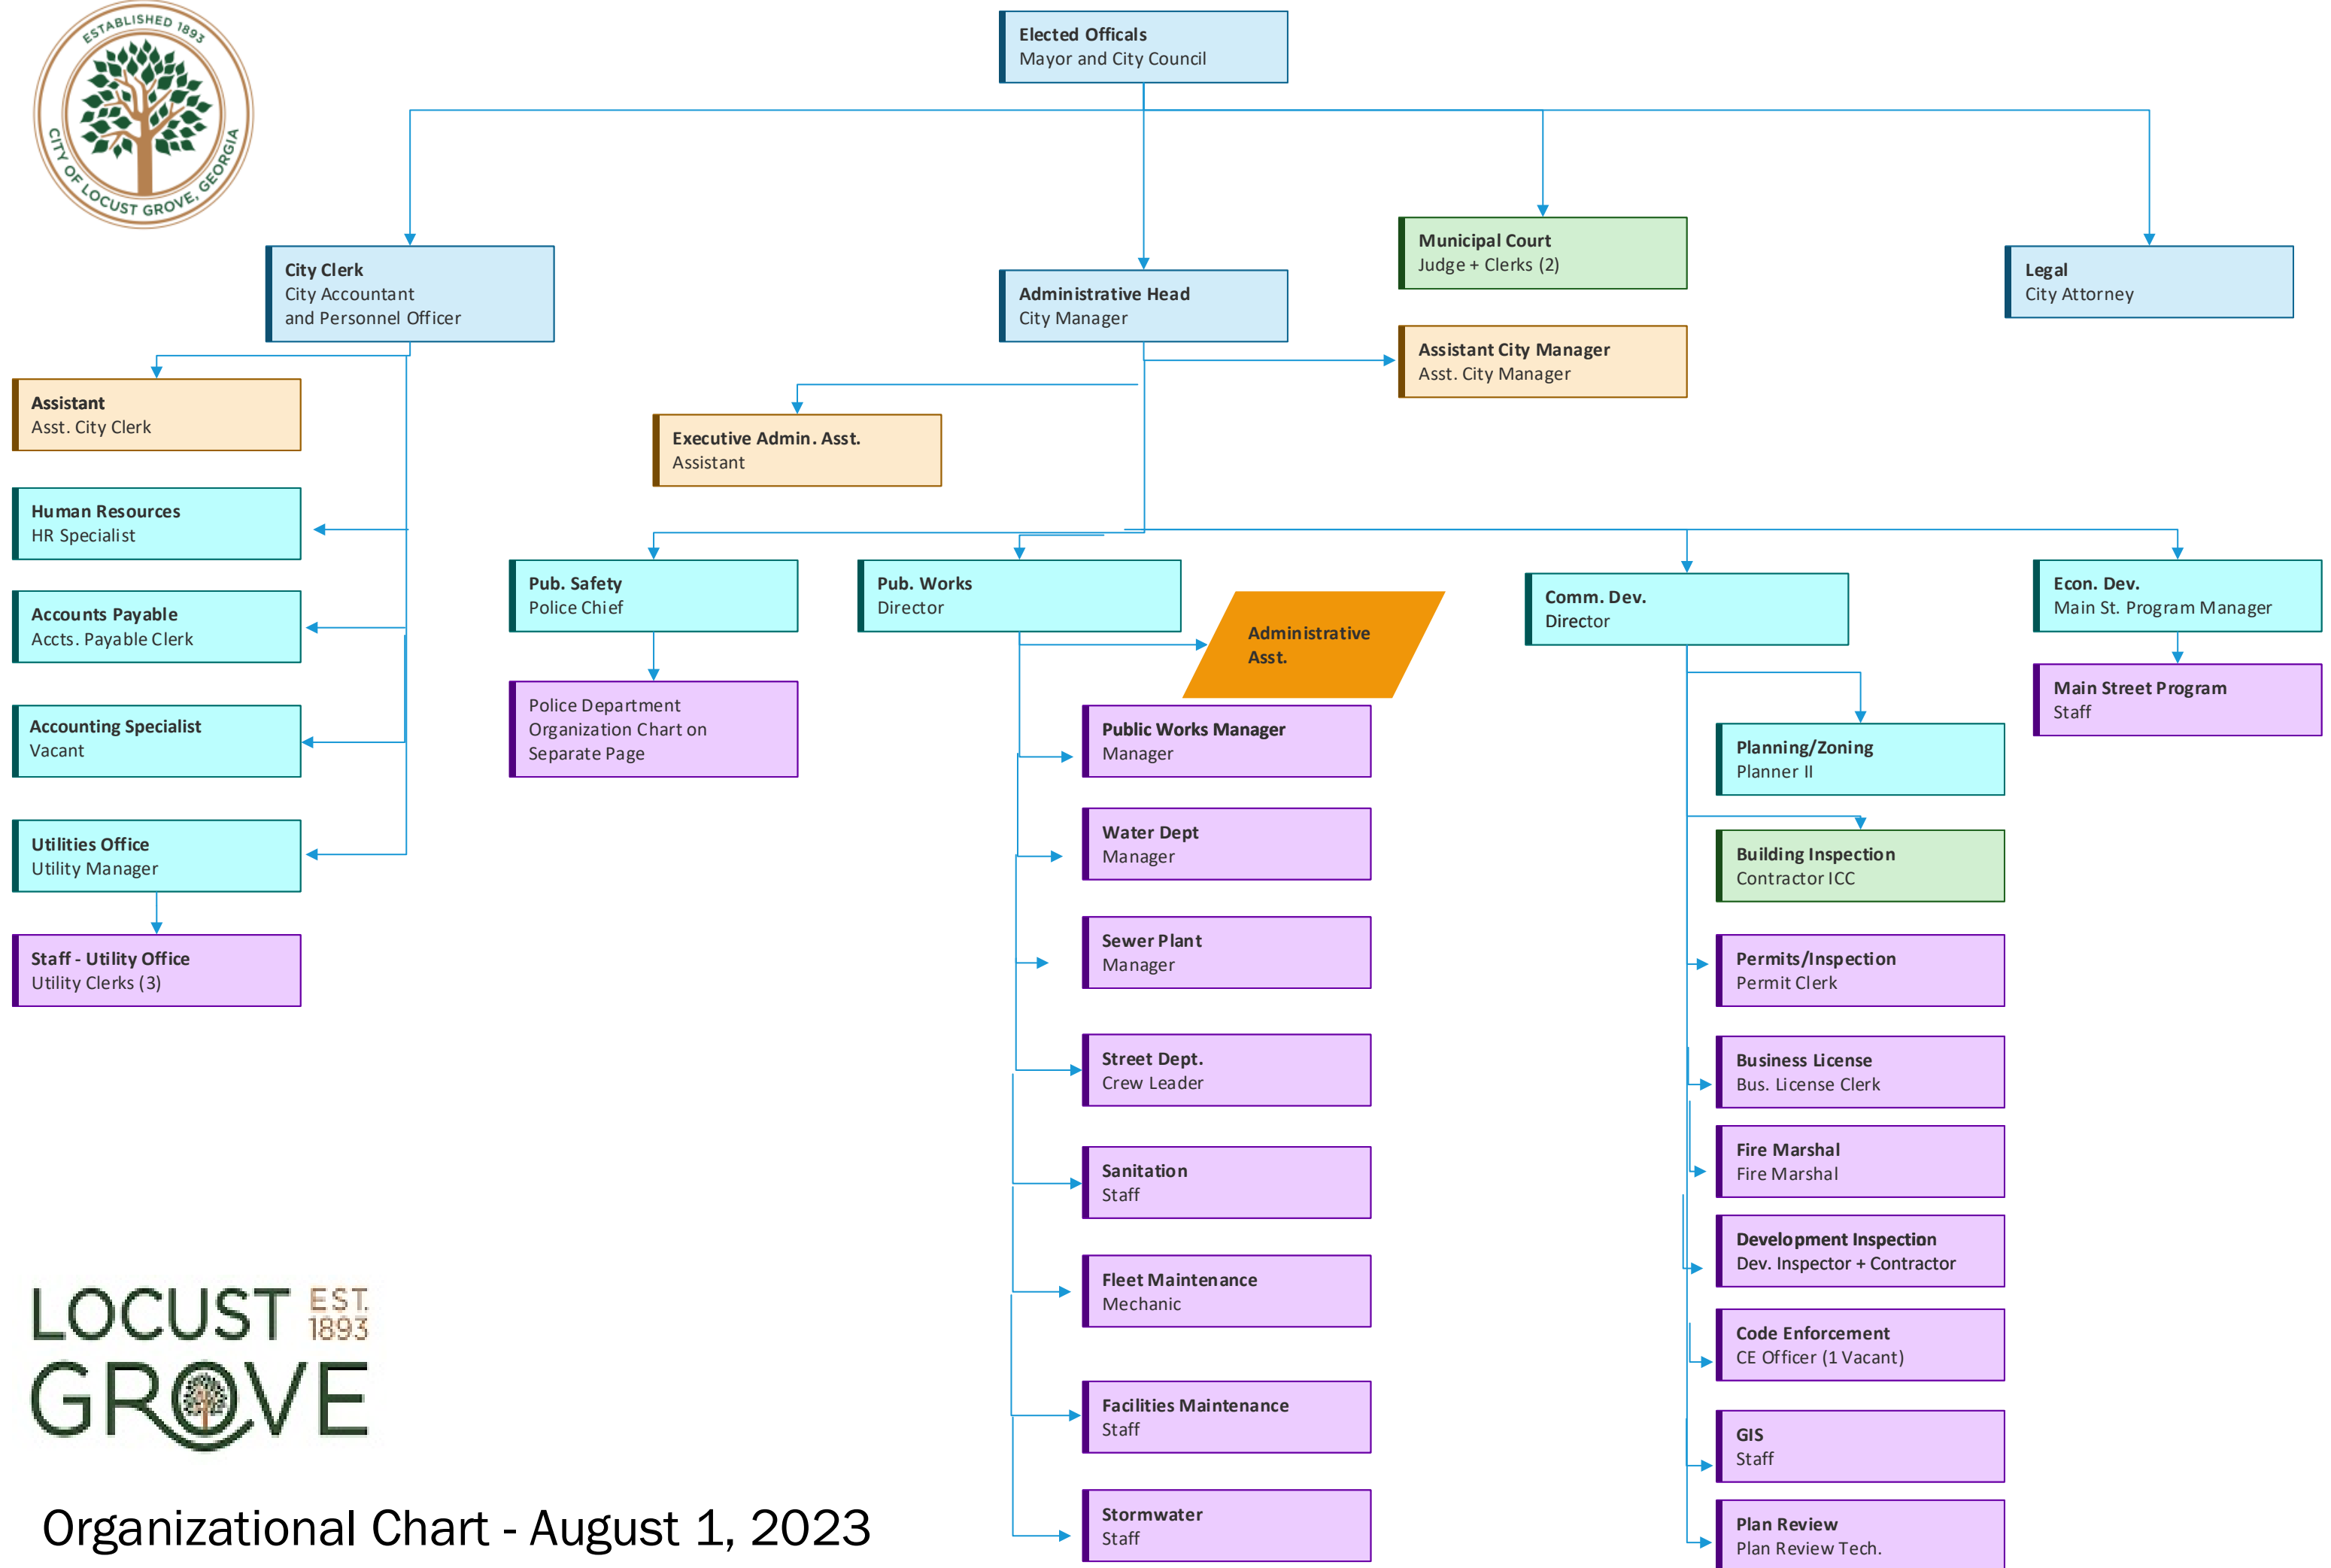 ESTABLISHED 1893
CITY OF LOCUST GROVE, GEORGIA
Elected Officals
Mayor and City Council
City Clerk
City Accountant
and Personnel Officer
Administrative Head
City Manager
Municipal Court
Judge + Clerks (2)
Legal
City Attorney
Assistant City Manager
Asst. City Manager
Assistant
Asst. City Clerk
Executive Admin. Asst.
Assistant
Human Resources
HR Specialist
Accounts Payable
Accts. Payable Clerk
Accounting Specialist
Vacant
Utilities Office
Utility Manager
Staff - Utility Office
Utility Clerks (3)
Pub. Safety
Police Chief
Police Department
Organization Chart on
Separate Page
Pub. Works
Director
Administrative
Asst.
Public Works Manager
Manager
Water Dept
Manager
Sewer Plant
Manager
Street Dept.
Crew Leader
Sanitation
Staff
Fleet Maintenance
Mechanic
Facilities Maintenance
Staff
Stormwater
Staff
Comm. Dev.
Director
Planning/Zoning
Planner II
Building Inspection
Contractor ICC
Permits/Inspection
Permit Clerk
Business License
Bus. License Clerk
Fire Marshal
Fire Marshal
Development Inspection
Dev. Inspector + Contractor
Code Enforcement
CE Officer (1 Vacant)
GIS
Staff
Plan Review
Plan Review Tech.
Econ. Dev.
Main St. Program Manager
Main Street Program
Staff
LOCUST EST. 1893
GROVE
Organizational Chart - August 1, 2023